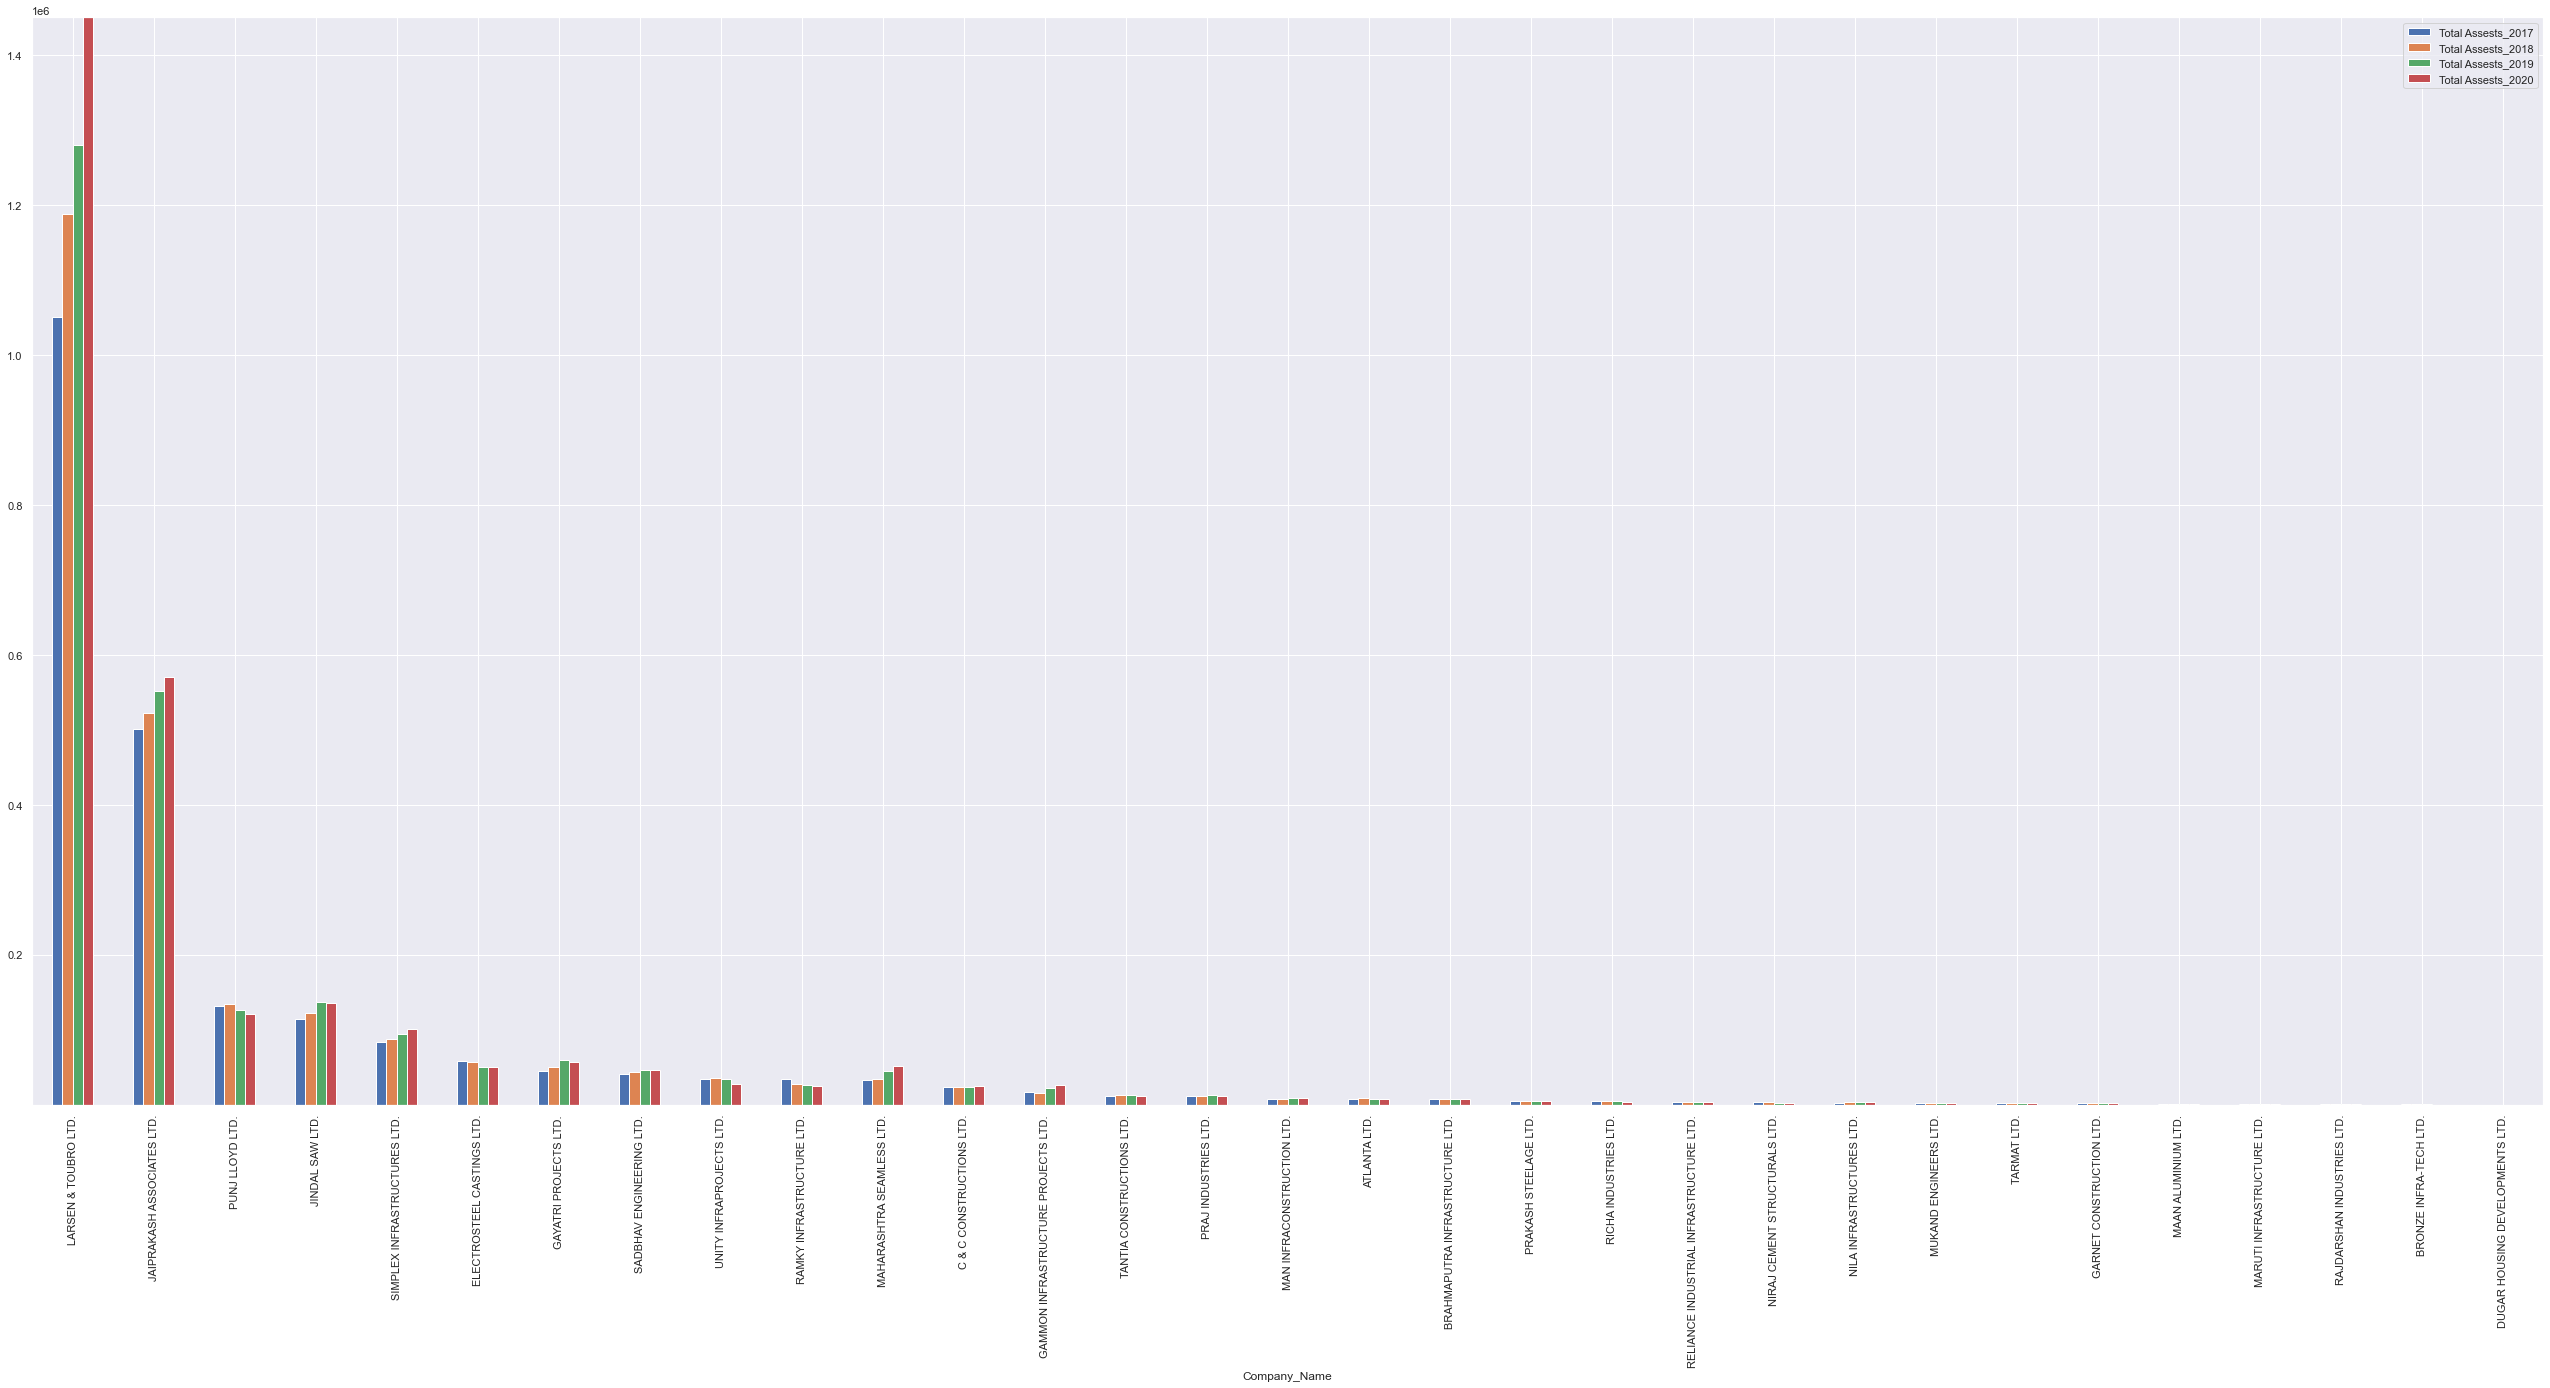 1e6
1.4
1.2
1.0
0.8
0.6
0.4
0.2
Total Assests_2017
Total Assests_2018
Total Assests_2019
Total Assests_2020
LARSEN & TOUBRO LTD.
JAIPRAKASH ASSOCIATES LTD.
PUNJ LLOYD LTD.
JINDAL SAW LTD.
SIMPLEX INFRASTRUCTURES LTD.
ELECTROSTEEL CASTINGS LTD.
GAYATRI PROJECTS LTD.
SADBHAV ENGINEERING LTD.
UNITY INFRAPROJECTS LTD.
RAMKY INFRASTRUCTURE LTD.
MAHARASHTRA SEAMLESS LTD.
C & C CONSTRUCTIONS LTD.
GAMMON INFRASTRUCTURE PROJECTS LTD.
TANTIA CONSTRUCTIONS LTD.
PRAJ INDUSTRIES LTD.
MAN INFRACONSTRUCTION LTD.
ATLANTA LTD.
BRAHMAPUTRA INFRASTRUCTURE LTD.
PRAKASH STEELAGE LTD.
RICHA INDUSTRIES LTD.
RELIANCE INDUSTRIAL INFRASTRUCTURE LTD.
NIRAJ CAEMENT STRUCTURALS LTD.
NILA INFRASTRUCTURES LTD.
MUKAND ENGINEERS LTD.
TARMAT LTD.
GARNET CONSTRUCTION LTD.
MAAN ALUMINIUM LTD.
MARUTI INFRASTRUCTURE LTD.
RAJDARSHAN INDUSTRIES LTD.
BRONZE INFRA-TECH LTD.
DUGAR HOUSING DEVELOPMENTS LTD.
Company_Name